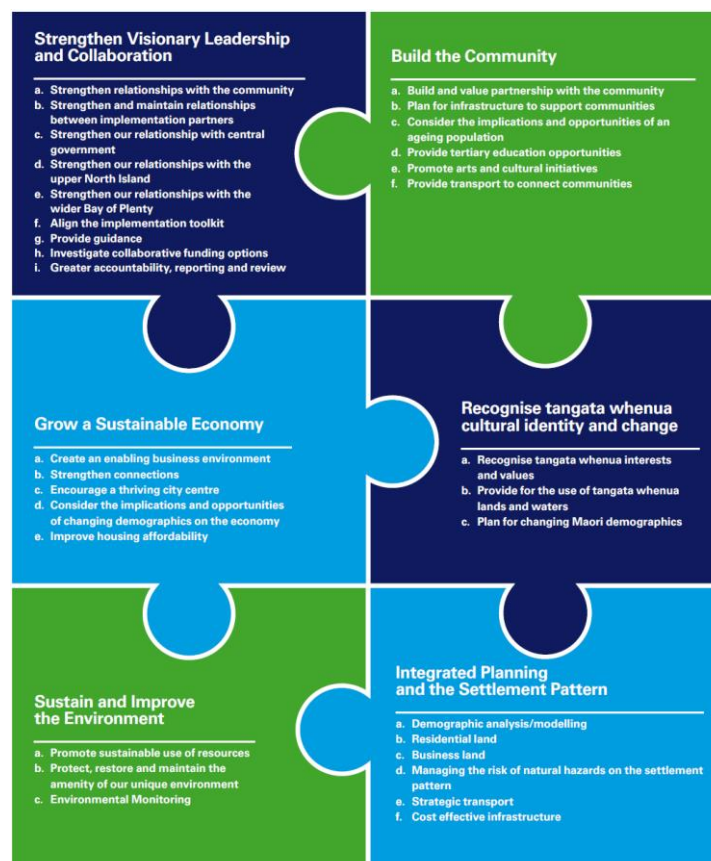 Strengthen Visionary Leadership
and Collaboration
a. Strengthen relationships with the community
b. Strengthen and maintain relationships
between implementation partners
c. Strengthen our relationship with central
government
d. Strengthen our relationships with the
upper North Island
e. Strengthen our relationships with the
wider Bay of Plenty
f. Align the implementation toolkit
g. Provide guidance
h. Investigate collaborative funding options
i. Greater accountability, reporting and review
Build the Community
a. Build and value partnership with the community
b. Plan for infrastructure to support communities
c. Consider the implications and opportunities of an
ageing population
d. Provide tertiary education opportunities
e. Promote arts and cultural initiatives
f. Provide transport to connect communities
Grow a Sustainable Economy
a. Create an enabling business environment
b. Strengthen connections
c. Encourage a thriving city centre
d. Consider the implications and opportunities
of changing demographics on the economy
e. Improve housing affordability
Recognise tangata whenua
cultural identity and change
a. Recognise tangata whenua interests
and values
b. Provide for the use of tangata whenua
lands and waters
c. Plan for changing Maori demographics
Sustain and Improve
the Environment
a. Promote sustainable use of resources
b. Protect, restore and maintain the
amenity of our unique environment
c. Environmental Monitoring
Integrated Planning
and the Settlement Pattern
a. Demographic analysis/modelling
b. Residential land
c. Business land
d. Managing the risk of natural hazards on the settlement
pattern
e. Strategic transport
f. Cost effective infrastructure